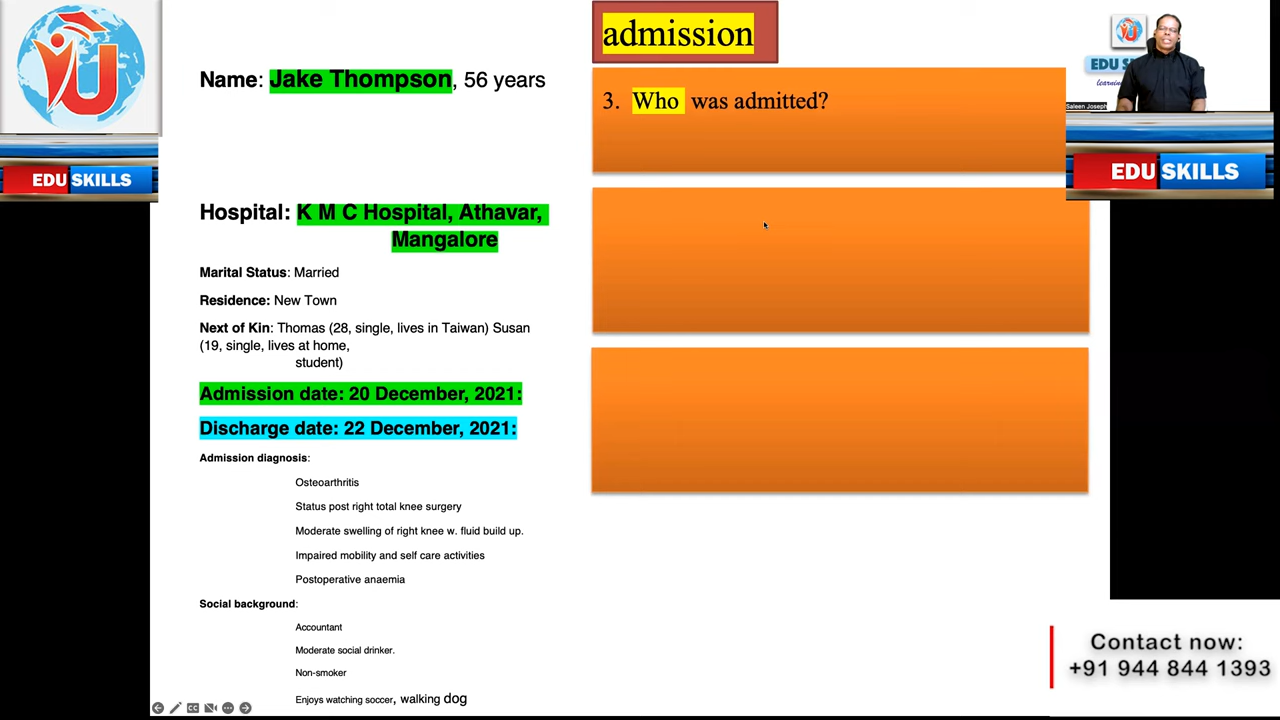 Name: Jake Thompson, 56 years
Hospital: K M C Hospital, Athavar,
Mangalore
Marital Status: Married
Residence: New Town
Next of Kin: Thomas (28, single, lives in Taiwan) Susan
(19, single, lives at home,
student)
Admission date: 20 December, 2021:
Discharge date: 22 December, 2021:
Admission diagnosis:
Osteoarthritis
Status post right total knee surgery
Moderate swelling of right knee w. fluid build up.
Impaired mobility and self care activities
Postoperative anaemia
Social background:
Accountant
Moderate social drinker.
Non-smoker
Enjoys watching soccer, walking dog
admission
3. Who was admitted?
EDU SKILLS
EDU S
learning
Saleen Joseph
EDU SKILLS
Contact now:
+91 944 844 1393